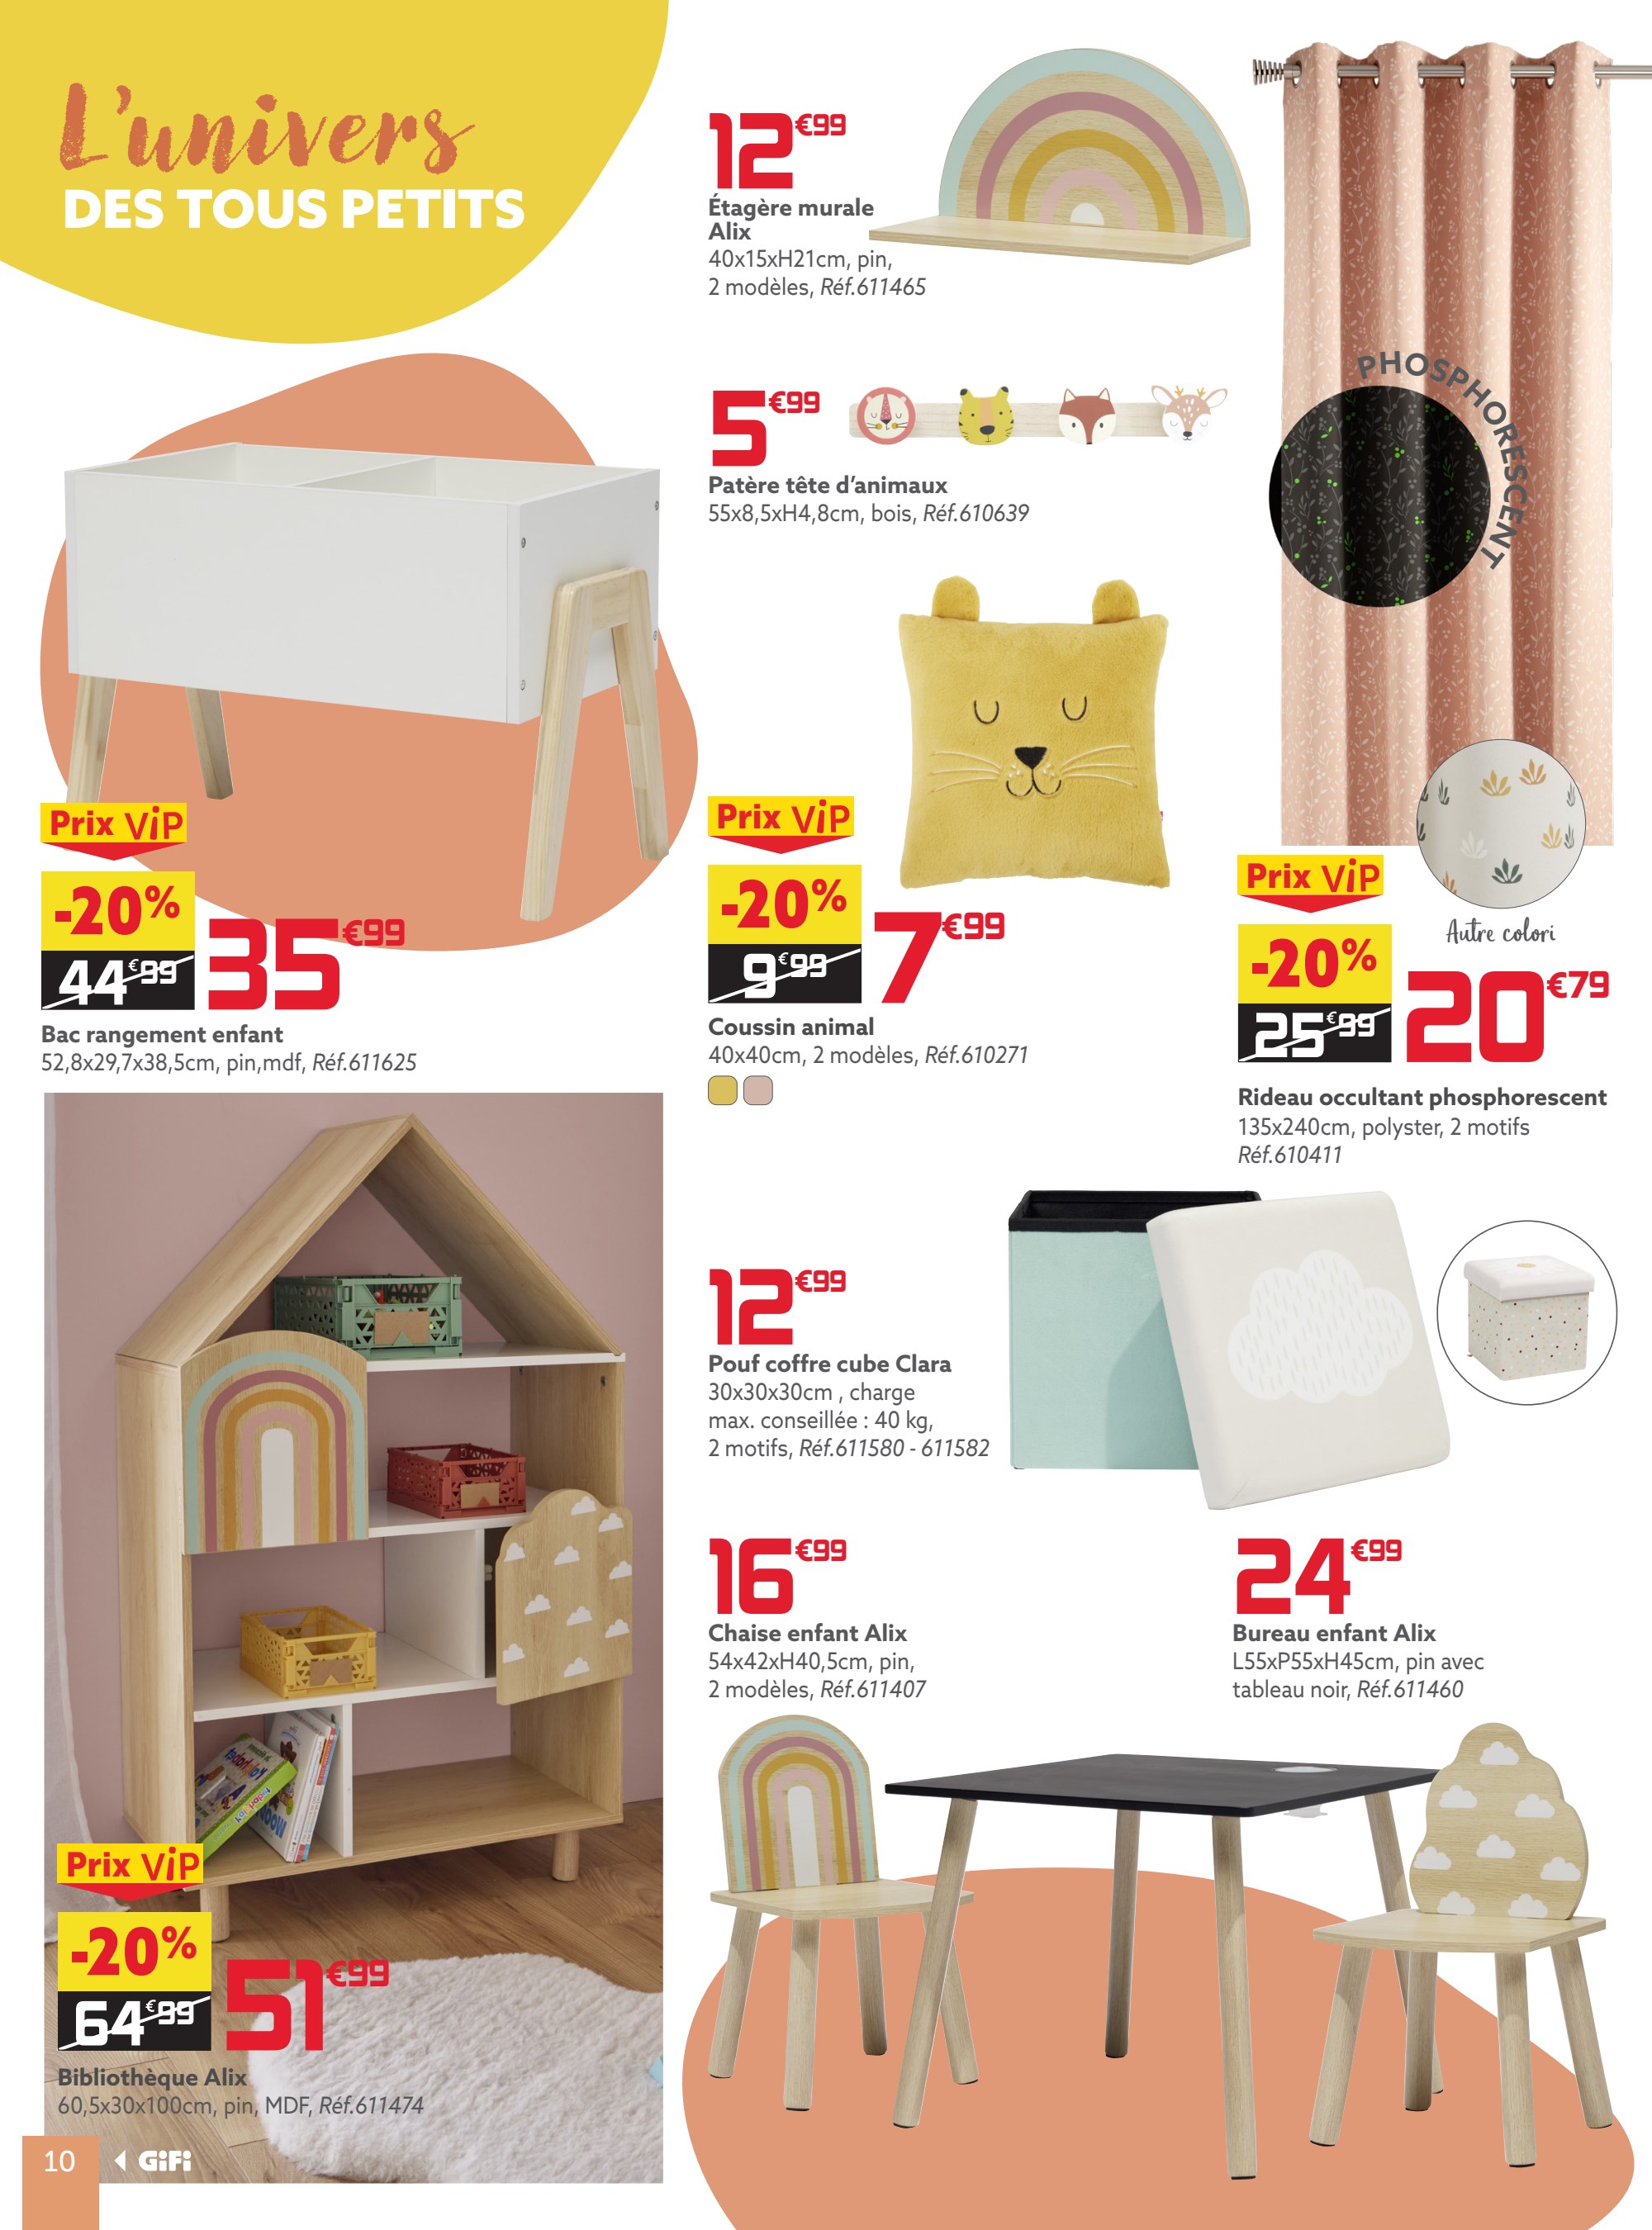 L'univers
DES TOUS PETITS
12€99
Étagère murale
Alix
40x15xH21cm, pin,
2 modèles, Réf.611465
5€99
Patère tête d'animaux
55x8,5xH4,8cm, bois, Réf.610639
PHOSPHORESCENT
Prix ViP
-20%
44€99
35€99
Bac rangement enfant
52,8x29,7x38,5cm, pin,mdf, Réf.611625
Prix ViP
-20%
9€99
7€99
Coussin animal
40x40cm, 2 modèles, Réf.610271
Autre colori
Prix ViP
-20%
25€99
20€79
Rideau occultant phosphorescent
135x240cm, polyster, 2 motifs
Réf.610411
12€99
Pouf coffre cube Clara
30x30x30cm , charge
max. conseillée : 40 kg,
2 motifs, Réf.611580 - 611582
16€99
Chaise enfant Alix
54x42xH40,5cm, pin,
2 modèles, Réf.611407
24€99
Bureau enfant Alix
L55xP55xH45cm, pin avec
tableau noir, Réf.611460
Prix ViP
-20%
64€99
51€99
Bibliothèque Alix
60,5x30x100cm, pin, MDF, Réf.611474
10
GiFi